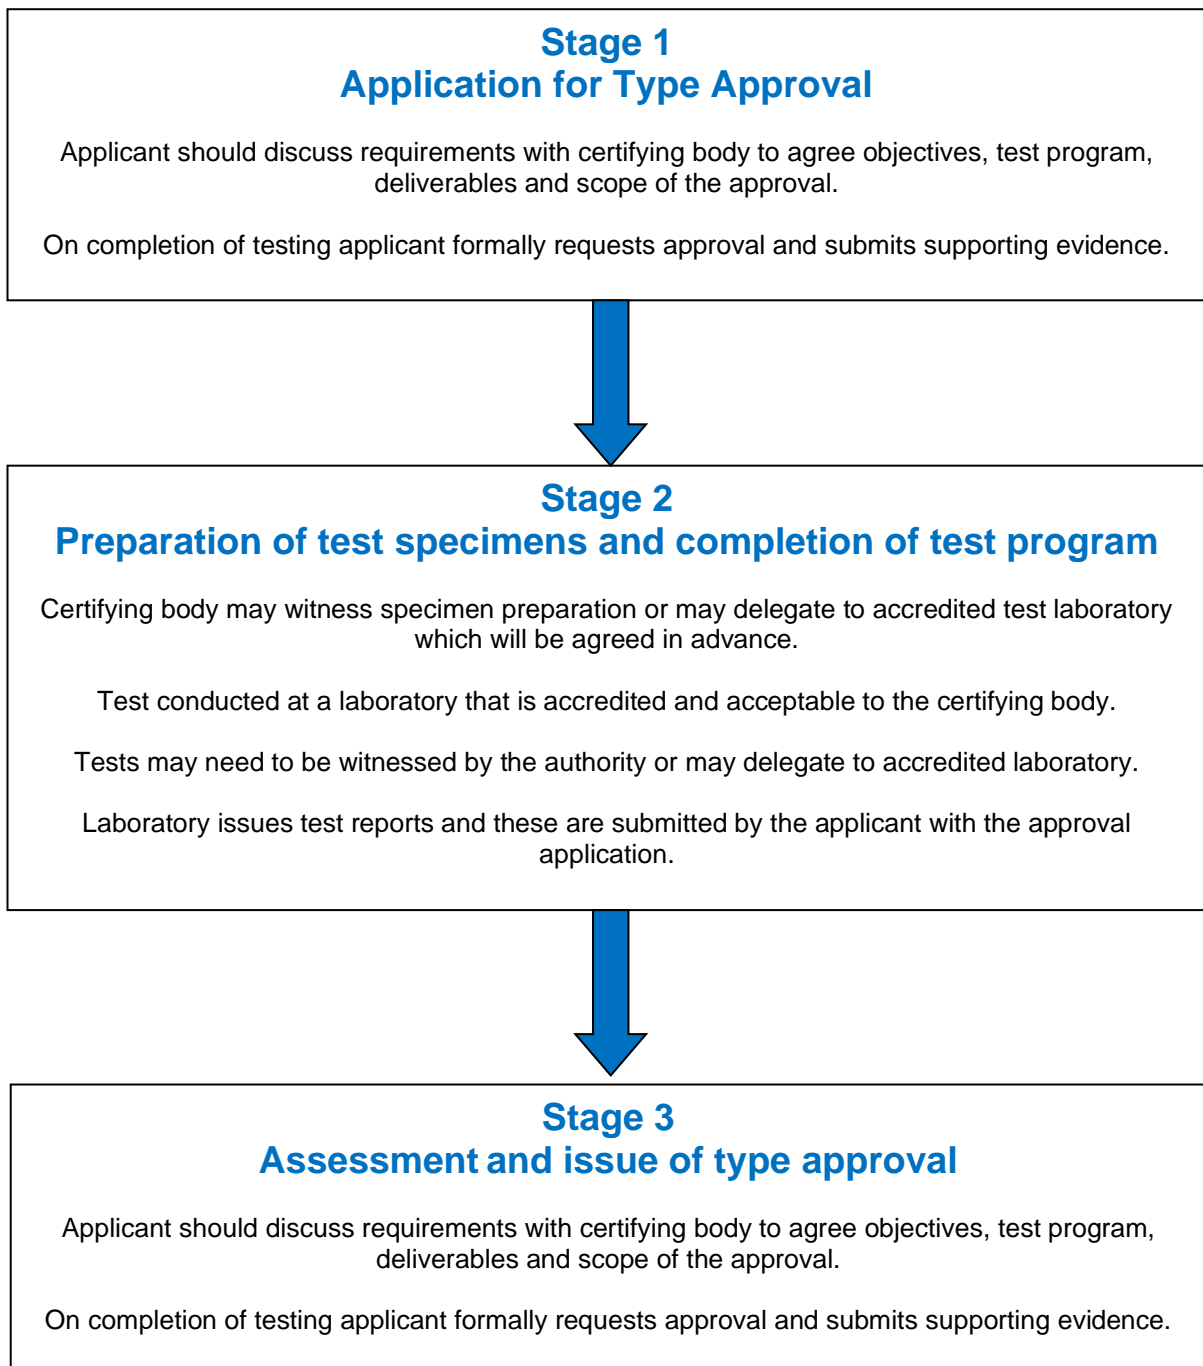 Stage 1
Application for Type Approval
Applicant should discuss requirements with certifying body to agree objectives, test program,
deliverables and scope of the approval.
On completion of testing applicant formally requests approval and submits supporting evidence.
Stage 2
Preparation of test specimens and completion of test program
Certifying body may witness specimen preparation or may delegate to accredited test laboratory
which will be agreed in advance.
Test conducted at a laboratory that is accredited and acceptable to the certifying body.
Tests may need to be witnessed by the authority or may delegate to accredited laboratory.
Laboratory issues test reports and these are submitted by the applicant with the approval
application.
Stage 3
Assessment and issue of type approval
Applicant should discuss requirements with certifying body to agree objectives, test program,
deliverables and scope of the approval.
On completion of testing applicant formally requests approval and submits supporting evidence.